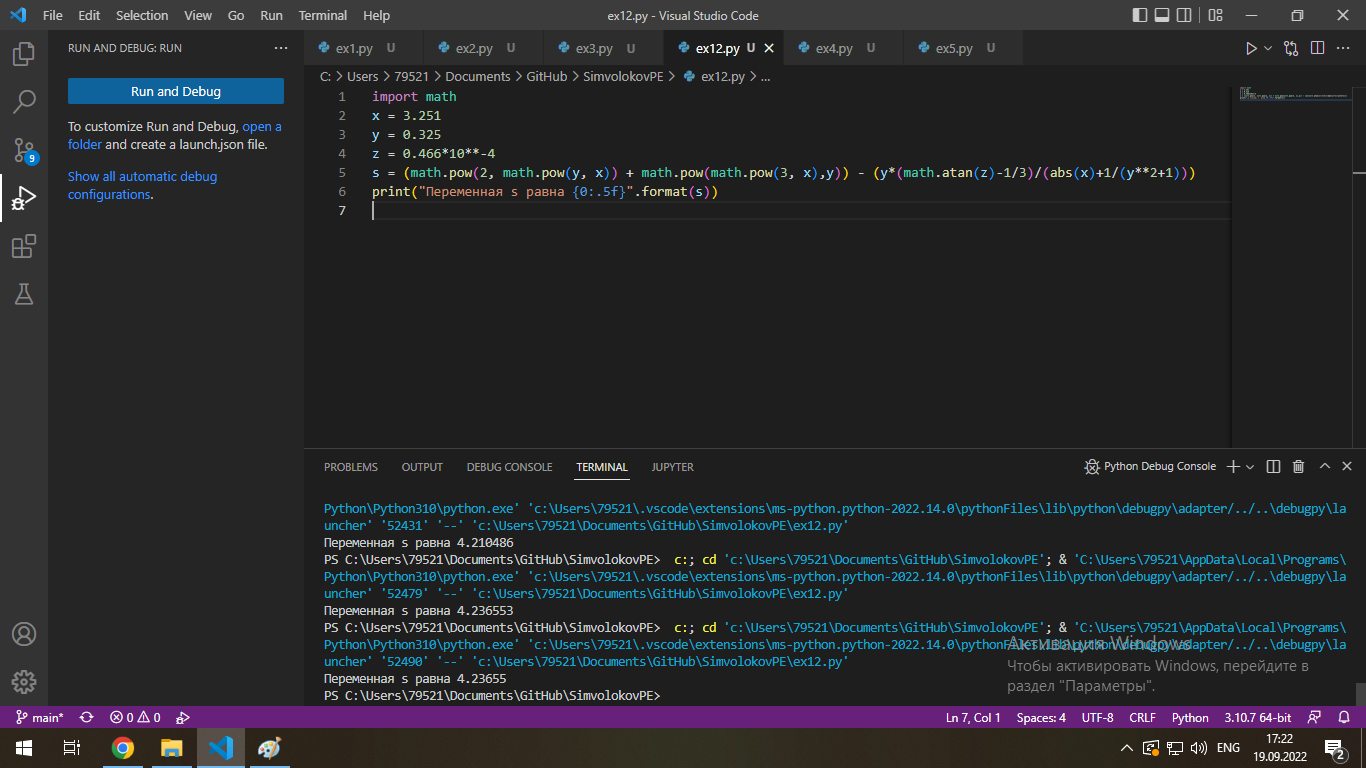 File Edit Selection View Go Run Terminal Help
ex12.py - Visual Studio Code
RUN AND DEBUG: RUN ...
ex1.py U ex2.py U ex3.py U ex12.py U ex4.py U ex5.py U
C: > Users > 79521 > Documents > GitHub > SimvolokovPE > ex12.py > ...
Run and Debug
To customize Run and Debug, open a
folder and create a launch.json file.
Show all automatic debug
configurations.
9
1 import math
2 x = 3.251
3 y = 0.325
4 z = 0.466*10**-4
5 s = (math.pow(2, math.pow(y, x)) + math.pow(math.pow(3, x),y)) - (y*(math.atan(z)-1/3)/(abs(x)+1/(y**2+1)))
6 print("Переменная s равна {0:.5f}".format(s))
7
PROBLEMS OUTPUT DEBUG CONSOLE TERMINAL JUPYTER
Python Debug Console
Python\Python310\python.exe' 'c:\Users\79521\.vscode\extensions\ms-python.python-2022.14.0\pythonFiles\lib\python\debugpy\adapter/../..\debugpy\la
uncher' '52431' '--' 'c:\Users\79521\Documents\GitHub\SimvolokovPE\ex12.py'
Переменная s равна 4.210486
PS C:\Users\79521\Documents\GitHub\SimvolokovPE>  c:; cd 'c:\Users\79521\Documents\GitHub\SimvolokovPE'; & 'C:\Users\79521\AppData\Local\Programs\
Python\Python310\python.exe' 'c:\Users\79521\.vscode\extensions\ms-python.python-2022.14.0\pythonFiles\lib\python\debugpy\adapter/../..\debugpy\la
uncher' '52479' '--' 'c:\Users\79521\Documents\GitHub\SimvolokovPE\ex12.py'
Переменная s равна 4.236553
PS C:\Users\79521\Documents\GitHub\SimvolokovPE>  c:; cd 'c:\Users\79521\Documents\GitHub\SimvolokovPE'; & 'C:\Users\79521\AppData\Local\Programs\
Python\Python310\python.exe' 'c:\Users\79521\.vscode\extensions\ms-python.python-2022.14.0\pythonFiles\lib\python\debugpy\adapter/../..\debugpy\la
uncher' '52490' '--' 'c:\Users\79521\Documents\GitHub\SimvolokovPE\ex12.py'
Переменная s равна 4.23655
PS C:\Users\79521\Documents\GitHub\SimvolokovPE>
Активация Windows
Чтобы активировать Windows, перейдите в
раздел "Параметры".
main* 0 0
Ln 7, Col 1 Spaces: 4 UTF-8 CRLF Python 3.10.7 64-bit
ENG
17:22
19.09.2022
2